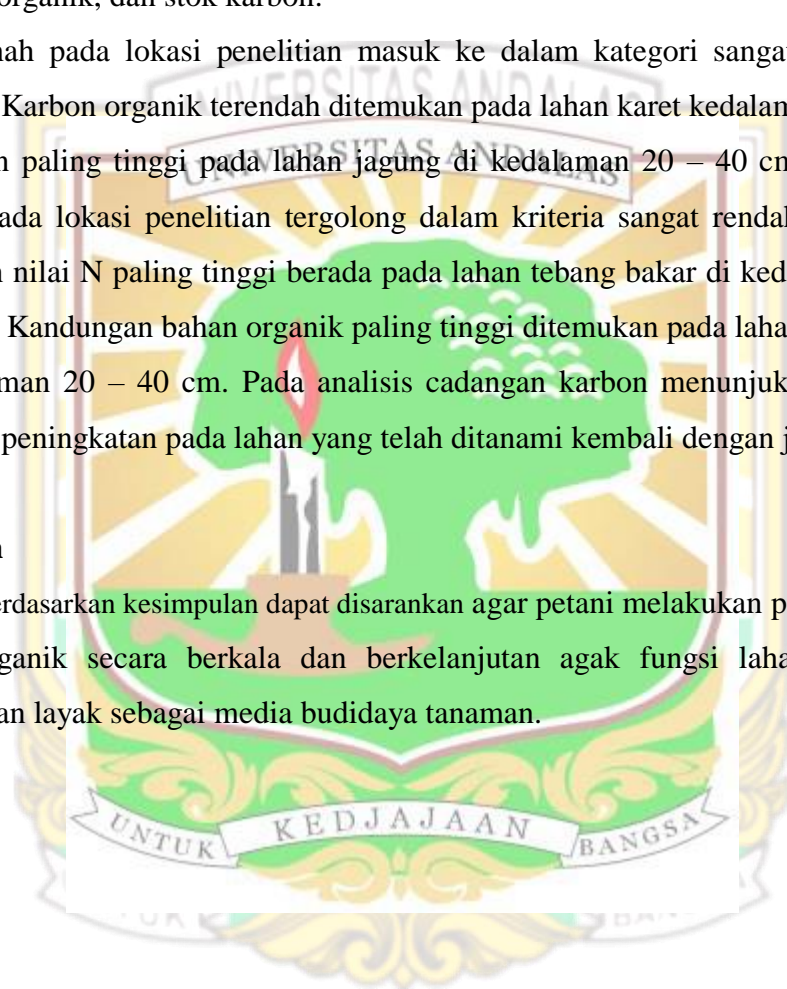 organik, dan stok karbon.
nah pada lokasi penelitian masuk ke dalam kategori sangat
Karbon organik terendah ditemukan pada lahan karet kedalam
n paling tinggi pada lahan jagung di kedalaman 20 – 40 cm
ada lokasi penelitian tergolong dalam kriteria sangat rendah
n nilai N paling tinggi berada pada lahan tebang bakar di ked
Kandungan bahan organik paling tinggi ditemukan pada laha
man 20 – 40 cm. Pada analisis cadangan karbon menunjuk
peningkatan pada lahan yang telah ditanami kembali dengan j
n
erdasarkan kesimpulan dapat disarankan agar petani melakukan p
ganik secara berkala dan berkelanjutan agak fungsi laha
an layak sebagai media budidaya tanaman.
UNIVERSITAS ANDALAS
UNIVERSITAS ANDALAS
UNTUK KEDJAJAAN BANGSA